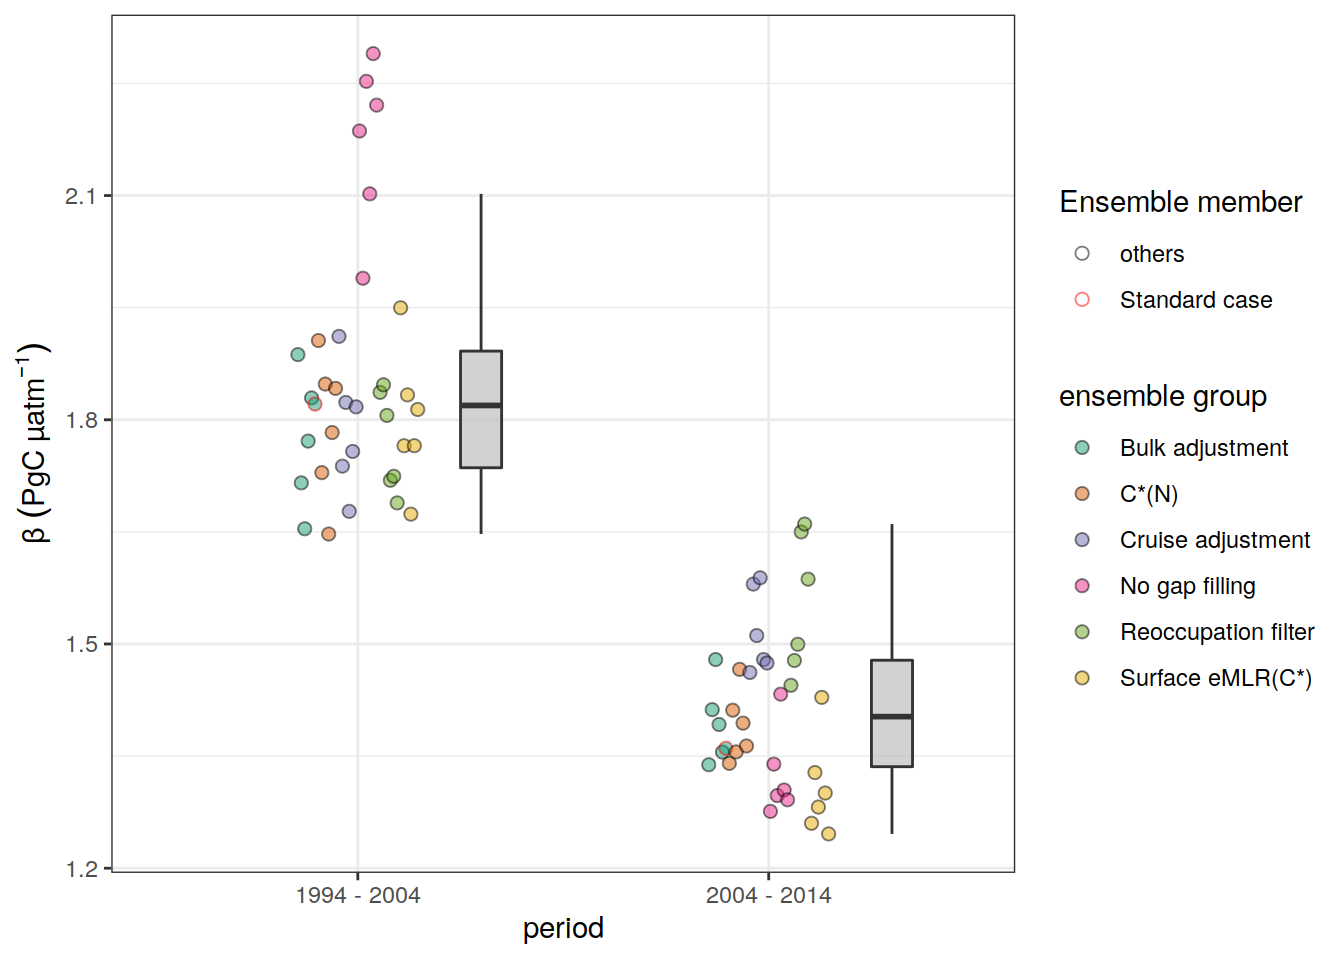 2.1
1.8
1.5
1.2
β (PgC µatm⁻¹)
1994 - 2004
2004 - 2014
period
Ensemble member
others
Standard case
ensemble group
Bulk adjustment
C*(N)
Cruise adjustment
No gap filling
Reoccupation filter
Surface eMLR(C*)